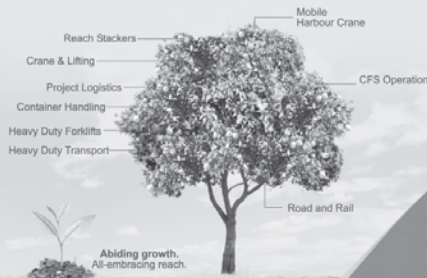 Mobile
Harbour Crane
Reach Stackers
Crane & Lifting
CFS Operation
Project Logistics
Container Handling
Heavy Duty Forklifts
Heavy Duty Transport
Road and Rail
Abiding growth.
All-embracing reach.